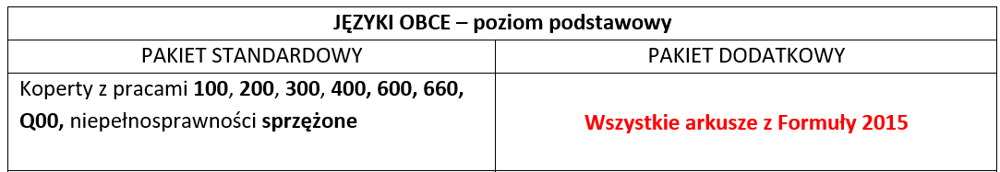 JĘZYKI OBCE – poziom podstawowy
PAKIET STANDARDOWY
PAKIET DODATKOWY
Koperty z pracami 100, 200, 300, 400, 600, 660,
Q00, niepełnosprawności sprzężone
Wszystkie arkusze z Formuły 2015